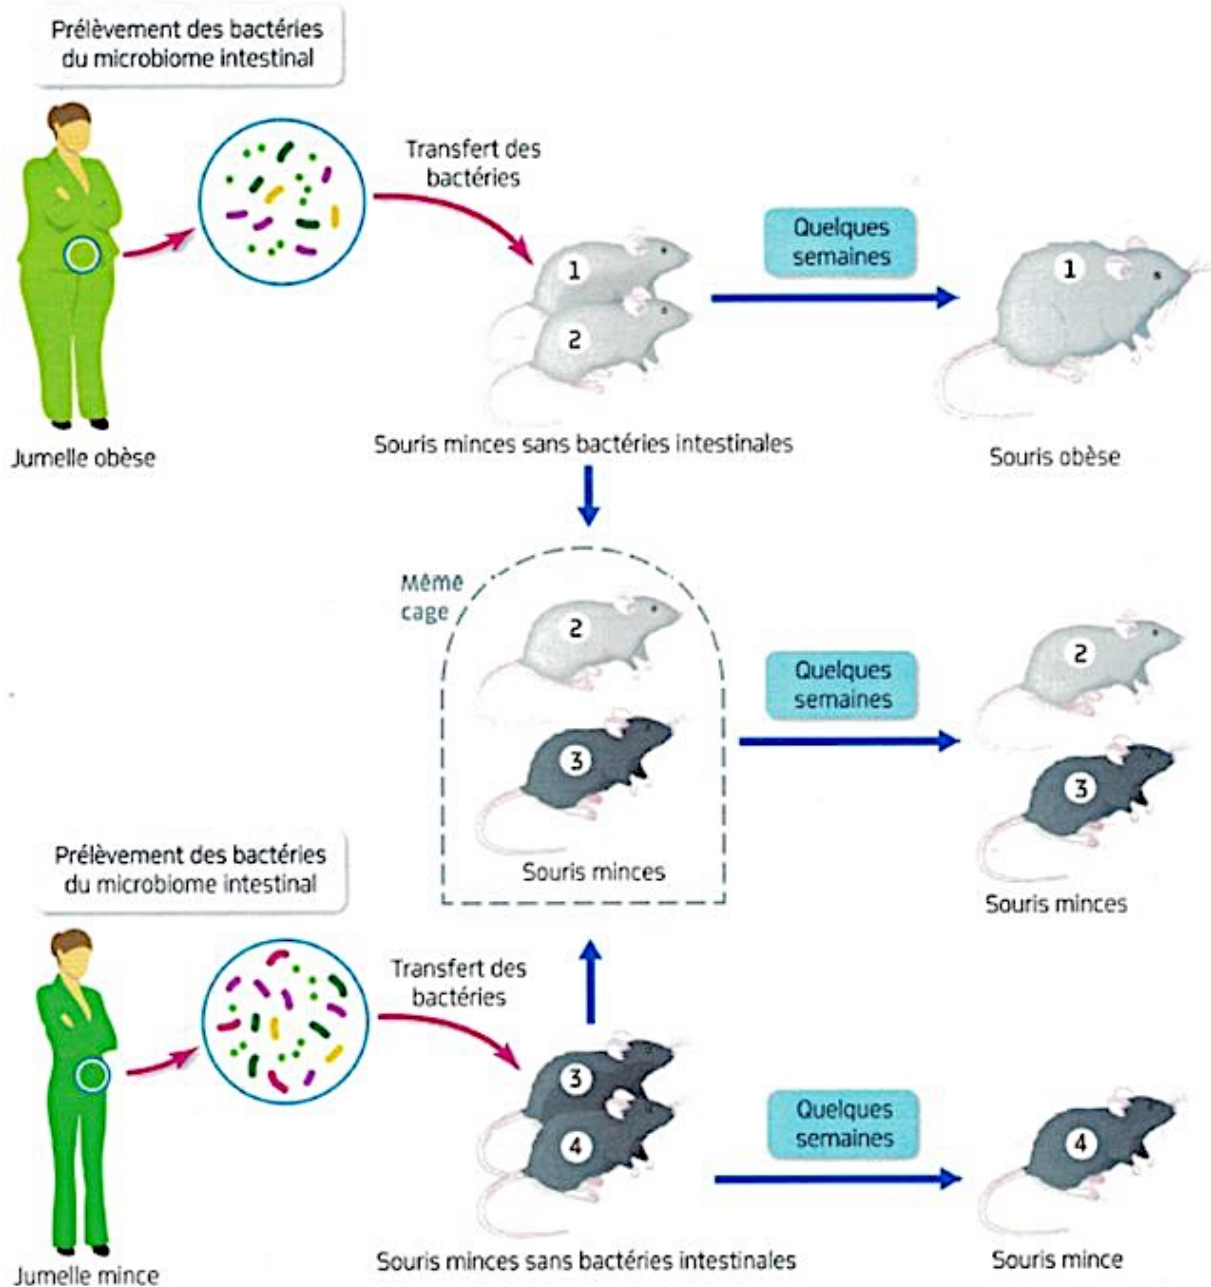 Prélèvement des bactéries
du microbiome intestinal
Transfert des
bactéries
1
2
Quelques
semaines
1
Jumelle obèse
Souris minces sans bactéries intestinales
Souris obèse
Même
cage
2
3
Souris minces
Quelques
semaines
2
3
Souris minces
Prélèvement des bactéries
du microbiome intestinal
Transfert des
bactéries
3
4
Quelques
semaines
4
Jumelle mince
Souris minces sans bactéries intestinales
Souris mince